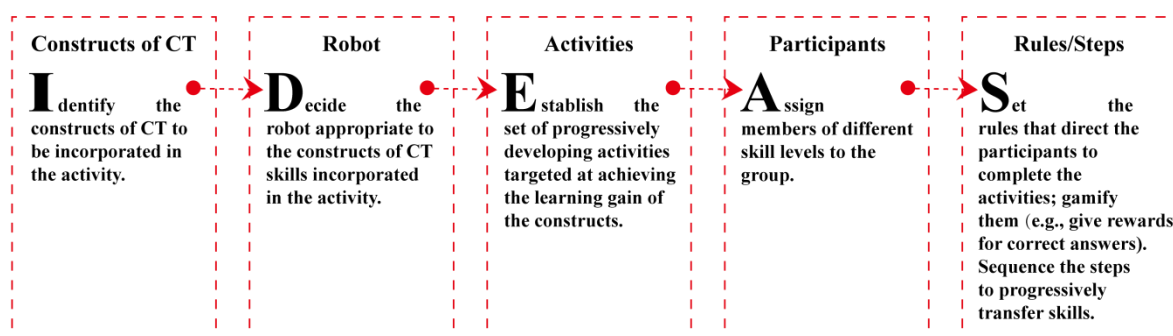 Constructs of CT
Identify the
constructs of CT to
be incorporated in
the activity.
Robot
Decide the
robot appropriate to
the constructs of CT
skills incorporated
in the activity.
Activities
Establish the
set of progressively
developing activities
targeted at achieving
the learning gain of
the constructs.
Participants
Assign
members of different
skill levels to the
group.
Rules/Steps
Set the
rules that direct the
participants to
complete the
activities; gamify
them (e.g., give rewards
for correct answers).
Sequence the steps
to progressively
transfer skills.